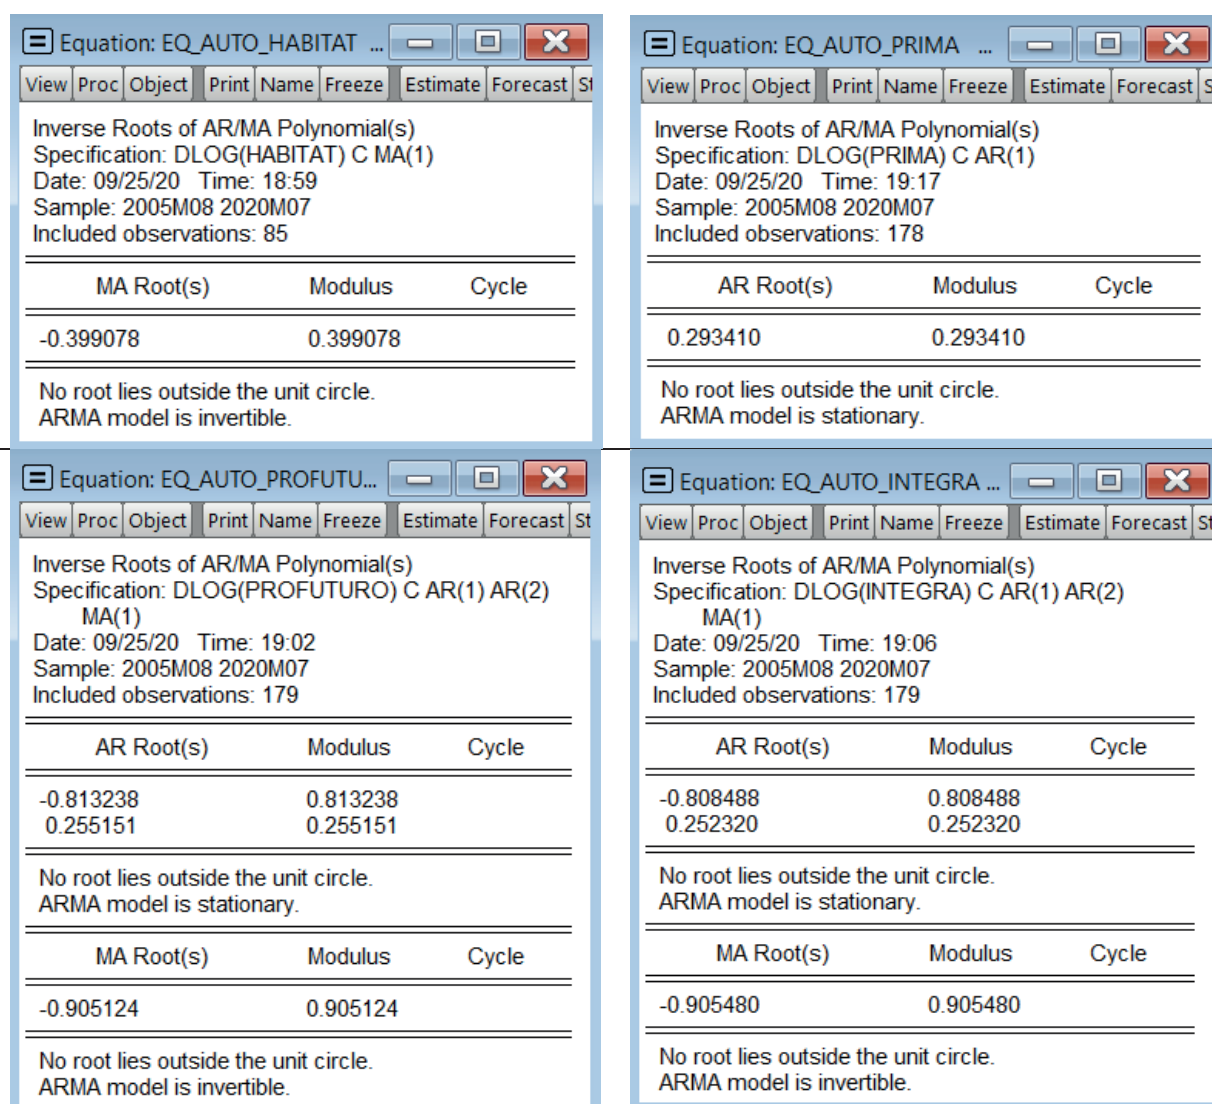 Equation: EQ_AUTO_HABITAT ...
View Proc Object Print Name Freeze Estimate Forecast
Inverse Roots of AR/MA Polynomial(s)
Specification: DLOG(HABITAT) C MA(1)
Date: 09/25/20 Time: 18:59
Sample: 2005M08 2020M07
Included observations: 85
MA Root(s) Modulus Cycle
-0.399078 0.399078
No root lies outside the unit circle.
ARMA model is invertible.
Equation: EQ_AUTO_PRIMA ...
View Proc Object Print Name Freeze Estimate Forecast
Inverse Roots of AR/MA Polynomial(s)
Specification: DLOG(PRIMA) C AR(1)
Date: 09/25/20 Time: 19:17
Sample: 2005M08 2020M07
Included observations: 178
AR Root(s) Modulus Cycle
0.293410 0.293410
No root lies outside the unit circle.
ARMA model is stationary.
Equation: EQ_AUTO_PROFUTU...
View Proc Object Print Name Freeze Estimate Forecast
Inverse Roots of AR/MA Polynomial(s)
Specification: DLOG(PROFUTURO) C AR(1) AR(2)
MA(1)
Date: 09/25/20 Time: 19:02
Sample: 2005M08 2020M07
Included observations: 179
AR Root(s) Modulus Cycle
-0.813238 0.813238
0.255151 0.255151
No root lies outside the unit circle.
ARMA model is stationary.
MA Root(s) Modulus Cycle
-0.905124 0.905124
No root lies outside the unit circle.
ARMA model is invertible.
Equation: EQ_AUTO_INTEGRA ...
View Proc Object Print Name Freeze Estimate Forecast
Inverse Roots of AR/MA Polynomial(s)
Specification: DLOG(INTEGRA) C AR(1) AR(2)
MA(1)
Date: 09/25/20 Time: 19:06
Sample: 2005M08 2020M07
Included observations: 179
AR Root(s) Modulus Cycle
-0.808488 0.808488
0.252320 0.252320
No root lies outside the unit circle.
ARMA model is stationary.
MA Root(s) Modulus Cycle
-0.905480 0.905480
No root lies outside the unit circle.
ARMA model is invertible.